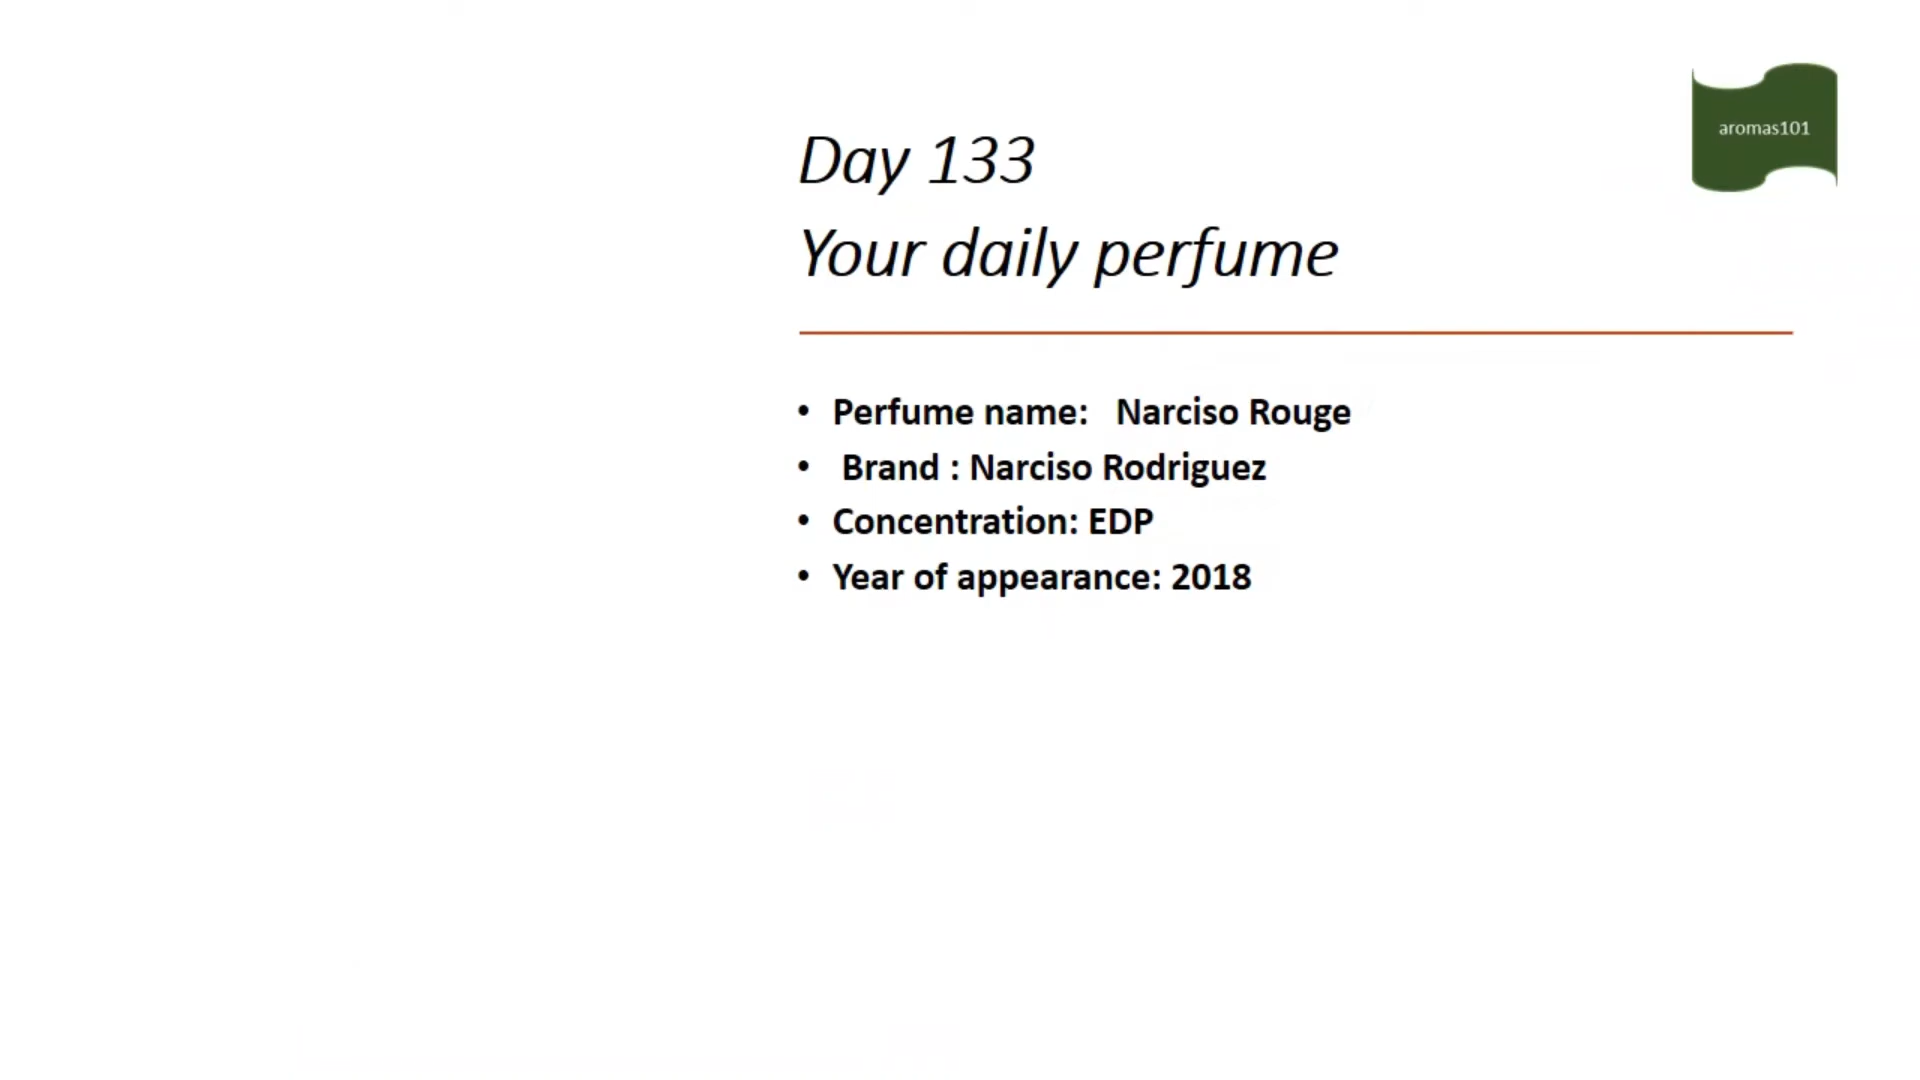 aromas101
Day 133
Your daily perfume
• Perfume name: Narciso Rouge
• Brand : Narciso Rodriguez
• Concentration: EDP
• Year of appearance: 2018